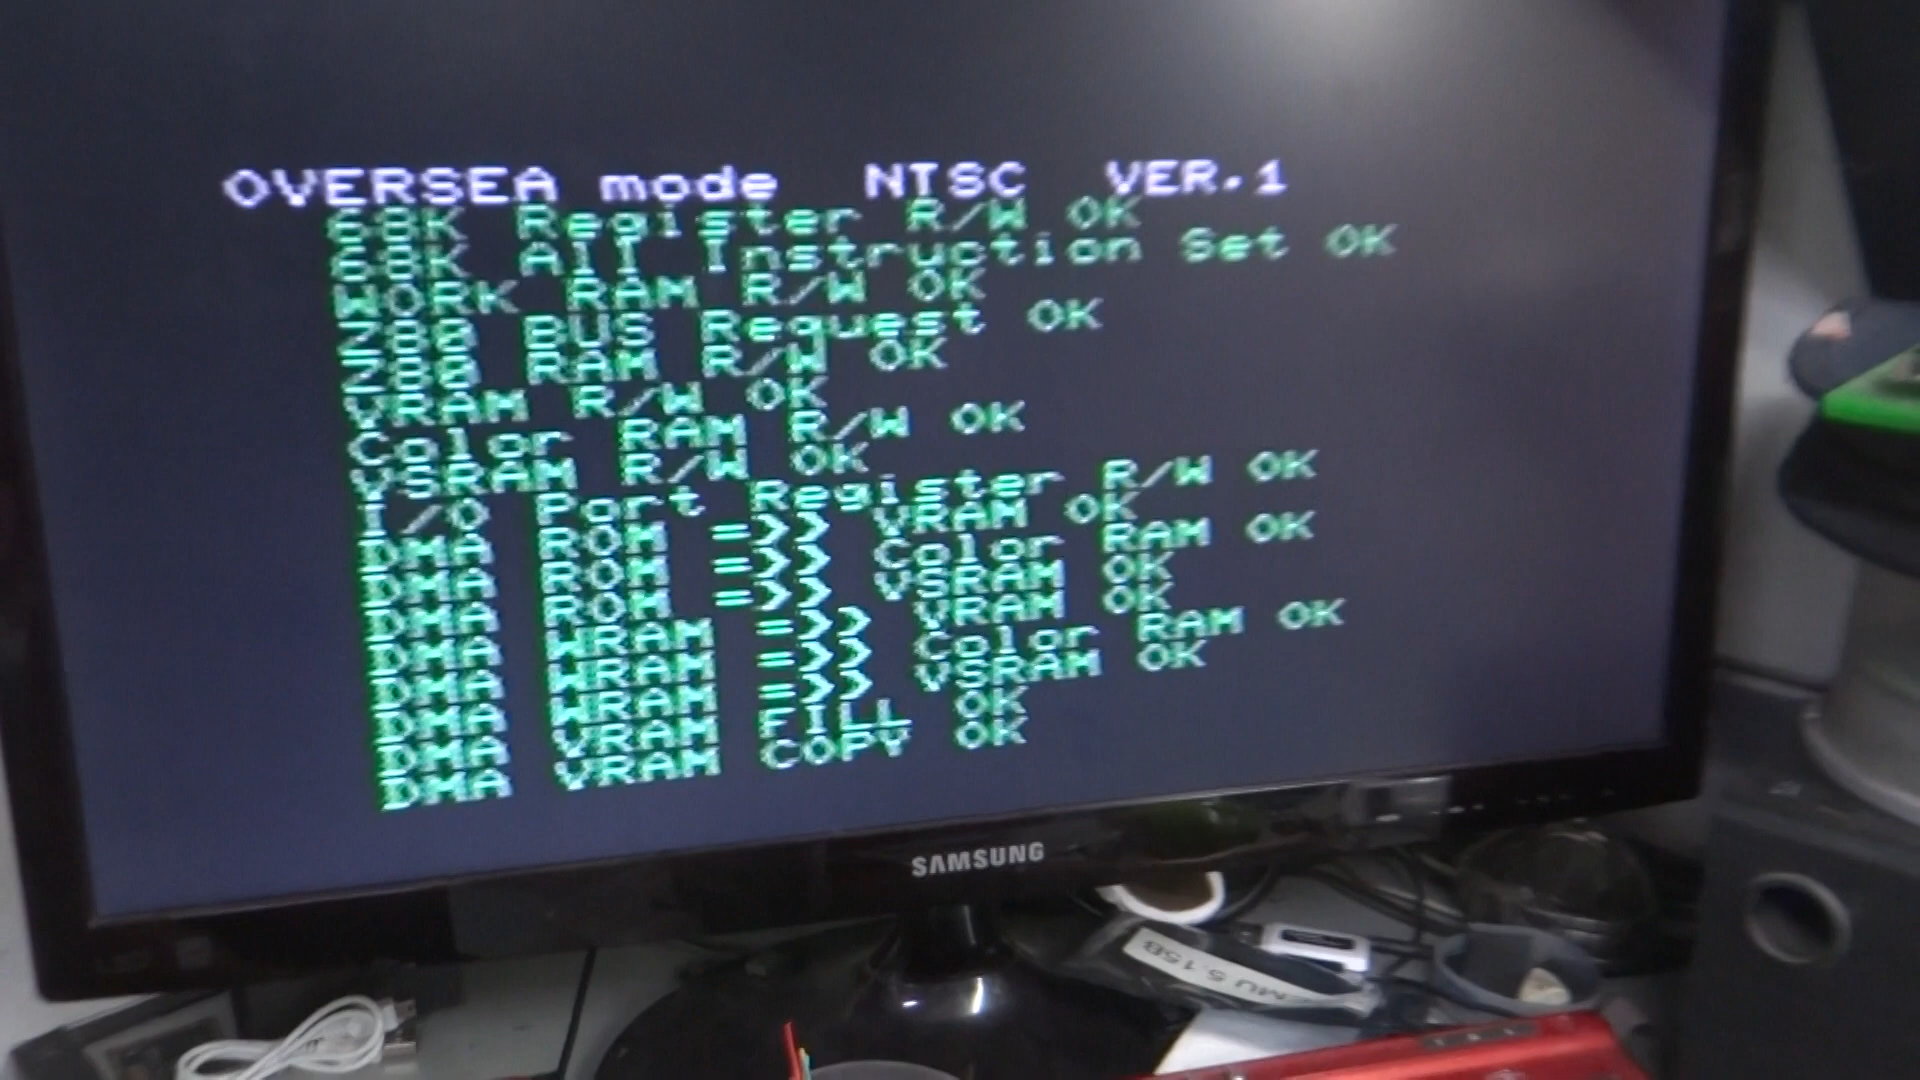 OVERSEA mode NTSC VER.1
68K Register R/W OK
68K All Instruction Set OK
WORK RAM R/W OK
Z80 BUS Request OK
Z80 RAM R/W OK
VRAM R/W OK
Color RAM R/W OK
VSRAM R/W OK
I/O Port Register R/W OK
DMA ROM =>> VRAM OK
DMA ROM =>> Color RAM OK
DMA ROM =>> VSRAM OK
DMA WRAM =>> VRAM OK
DMA WRAM =>> Color RAM OK
DMA WRAM =>> VSRAM OK
DMA VRAM FILL OK
DMA VRAM COPY OK
SAMSUNG